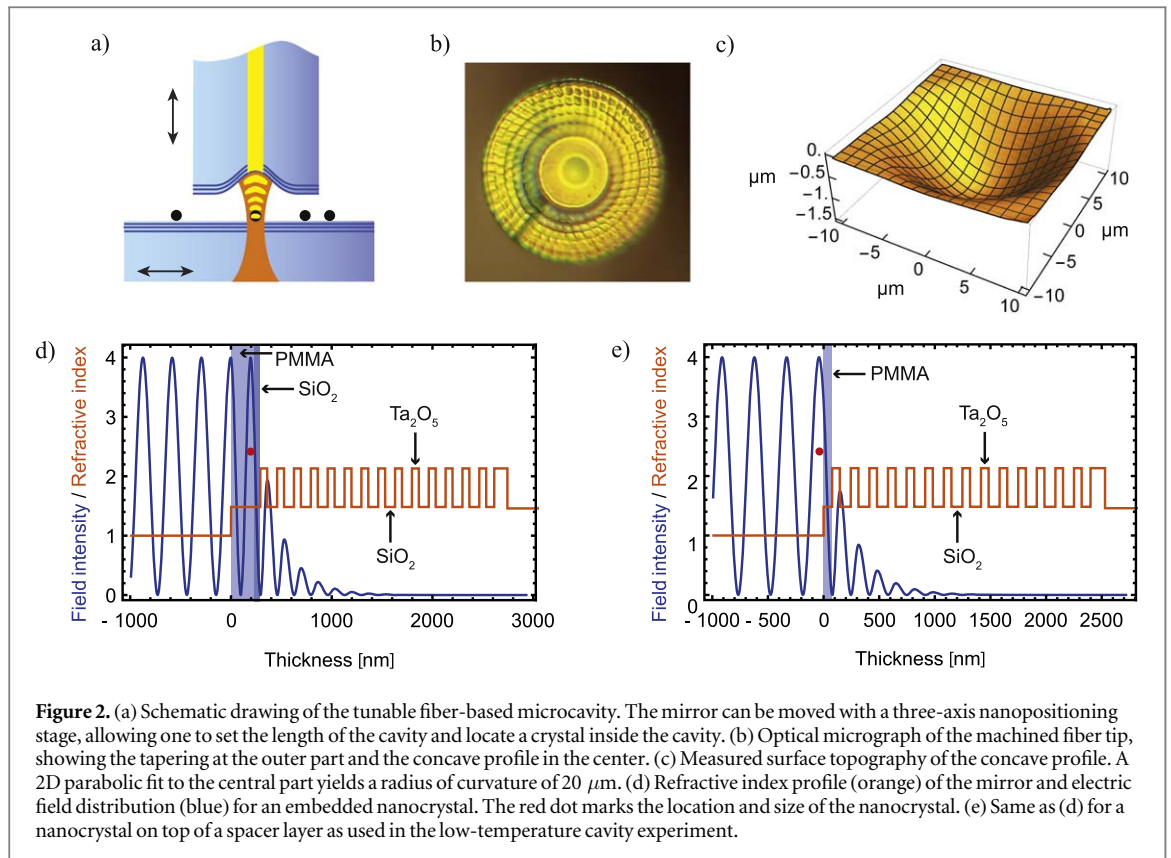 a)
b)
c)
0.
-0.5
μm
-1.0
-1.5
-10
-5
0
μm
5
10
10
5
0
μm
-5
-10
d)
Field intensity / Refractive index
4
3
2
1
0
PMMA
SiO2
Ta2O5
SiO2
- 1000
0
1000
2000
3000
Thickness [nm]
e)
Field intensity / Refractive index
4
3
2
1
0
PMMA
Ta2O5
SiO2
- 1000
- 500
0
500
1000
1500
2000
2500
Thickness [nm]
Figure 2. (a) Schematic drawing of the tunable fiber-based microcavity. The mirror can be moved with a three-axis nanopositioning
stage, allowing one to set the length of the cavity and locate a crystal inside the cavity. (b) Optical micrograph of the machined fiber tip,
showing the tapering at the outer part and the concave profile in the center. (c) Measured surface topography of the concave profile. A
2D parabolic fit to the central part yields a radius of curvature of 20 μm. (d) Refractive index profile (orange) of the mirror and electric
field distribution (blue) for an embedded nanocrystal. The red dot marks the location and size of the nanocrystal. (e) Same as (d) for a
nanocrystal on top of a spacer layer as used in the low-temperature cavity experiment.